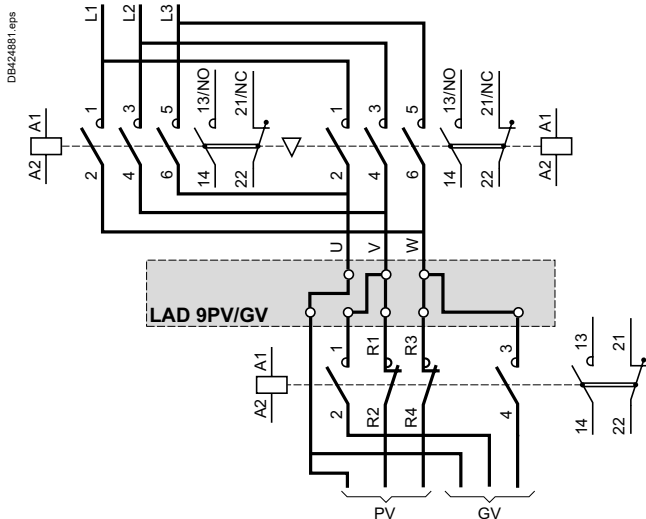 DB424881.eps
L1 L2 L3
A1 1 3 5 13/NO 21/NC 1 3 5 13/NO 21/NC A1
A2 2 4 6 14 22 2 4 6 14 22 A2
U V W
LAD 9PV/GV
A1 1 R1 R3 3 13 21
A2 2 R2 R4 4 14 22
PV GV